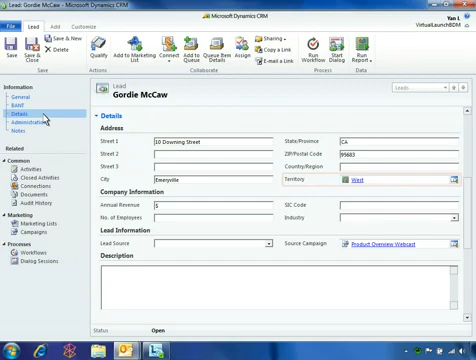 Lead: Gordie McCaw
Microsoft Dynamics CRM
Yan L
VirtualLaunchBDM
File
Lead
Add
Customize
Save
Save & Close
Save & New
Delete
Save
Qualify
Actions
Add to Marketing List
Connect
Add to Queue
Queue Item Details
Assign
Sharing
Copy a Link
E-mail a Link
Collaborate
Run Workflow
Start Dialog
Process
Run Report
Data
Information
General
BANT
Details
Administration
Notes
Related
Common
Activities
Closed Activities
Connections
Documents
Audit History
Marketing
Marketing Lists
Campaigns
Processes
Workflows
Dialog Sessions
Lead
Gordie McCaw
Leads
Details
Address
Street 1
10 Downing Street
State/Province
CA
Street 2
ZIP/Postal Code
95683
Street 3
Country/Region
City
Emeryville
Territory
West
Company Information
Annual Revenue
$
SIC Code
No. of Employees
Industry
Lead Information
Lead Source
Source Campaign
Product Overview Webcast
Description
Status
Open